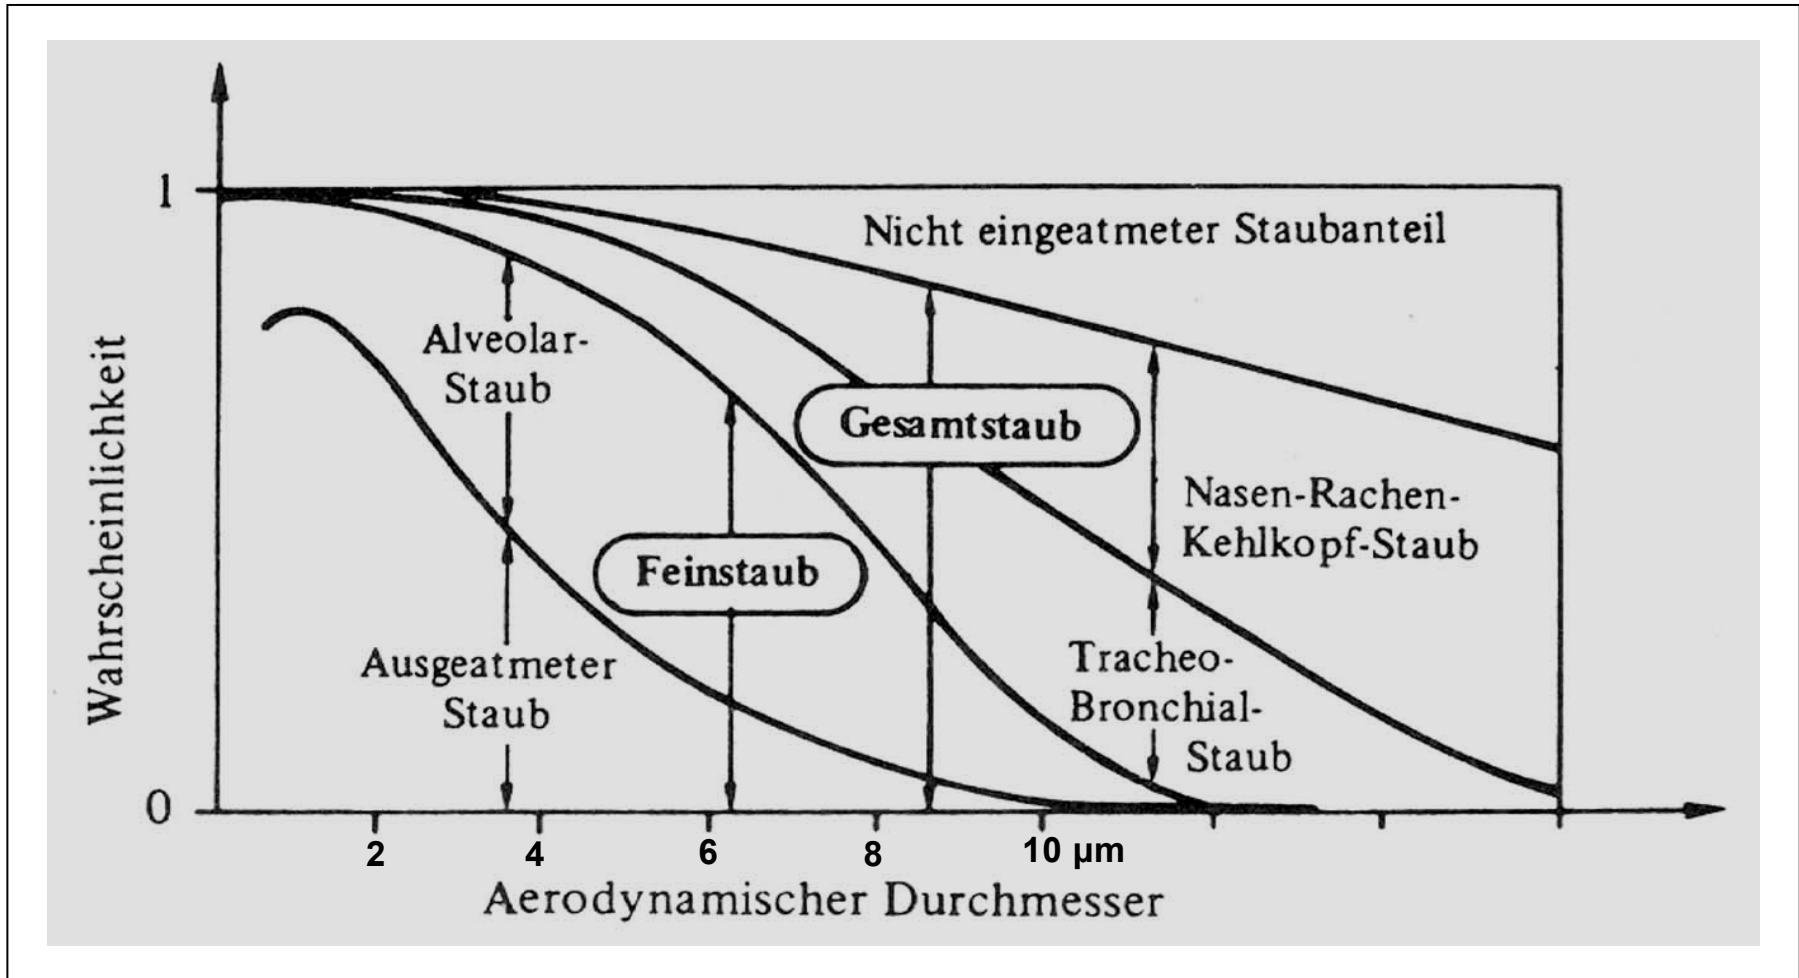 1
Nicht eingeatmeter Staubanteil
Alveolar-
Staub
Gesamtstaub
Nasen-Rachen-
Kehlkopf-Staub
Feinstaub
Ausgeatmeter
Staub
Tracheo-
Bronchial-
Staub
Wahrscheinlichkeit
0
2 4 6 8 10 µm
Aerodynamischer Durchmesser